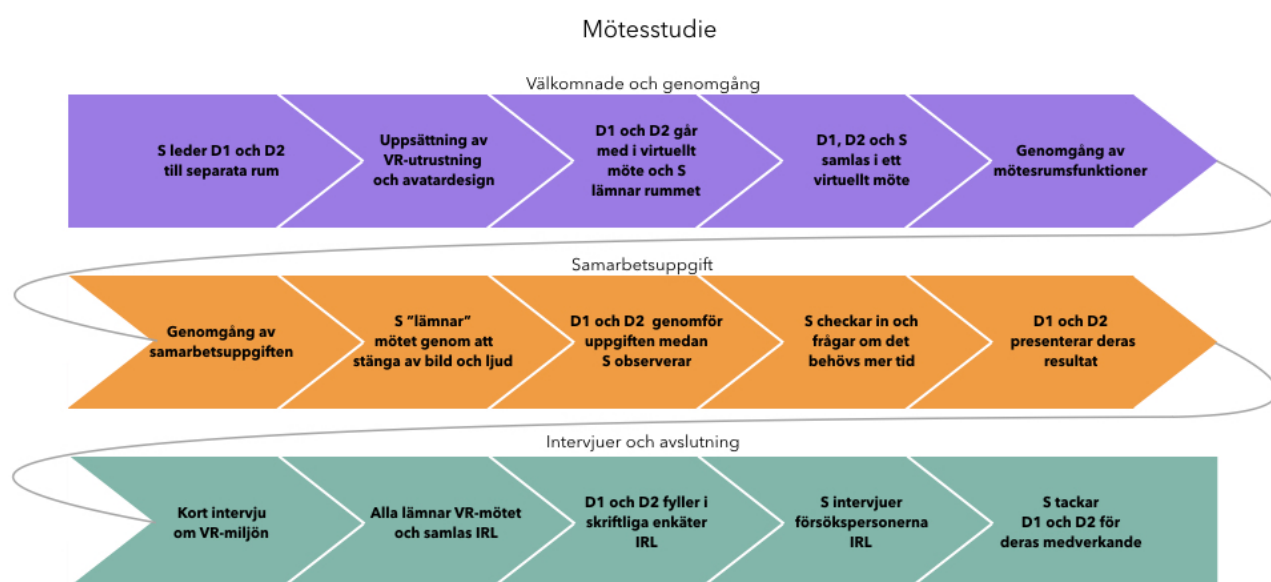 Mötesstudie
Välkomnade och genomgång
S leder D1 och D2
till separata rum
Uppsättning av
VR-utrustning
och avatardesign
D1 och D2 går
med i virtuellt
möte och S
lämnar rummet
D1, D2 och S
samlas i ett
virtuellt möte
Genomgång av
mötesrumsfunktioner
Samarbetsuppgift
Genomgång av
samarbetsuppgiften
S ”lämnar”
mötet genom att
stänga av bild och ljud
D1 och D2 genomför
uppgiften medan
S observerar
S checkar in och
frågar om det
behövs mer tid
D1 och D2
presenterar deras
resultat
Intervjuer och avslutning
Kort intervju
om VR-miljön
Alla lämnar VR-mötet
och samlas IRL
D1 och D2 fyller i
skriftliga enkäter
IRL
S intervjuer
försökspersonerna
IRL
S tackar
D1 och D2 för
deras medverkande